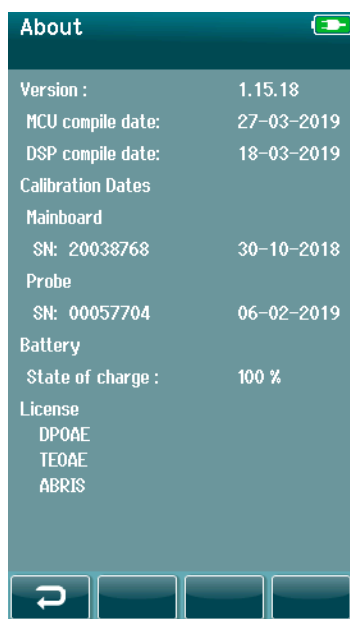 About
Version : 1.15.18
MCU compile date: 27-03-2019
DSP compile date: 18-03-2019
Calibration Dates
Mainboard
SN: 20038768 30-10-2018
Probe
SN: 00057704 06-02-2019
Battery
State of charge : 100 %
License
DPOAE
TEOAE
ABRIS